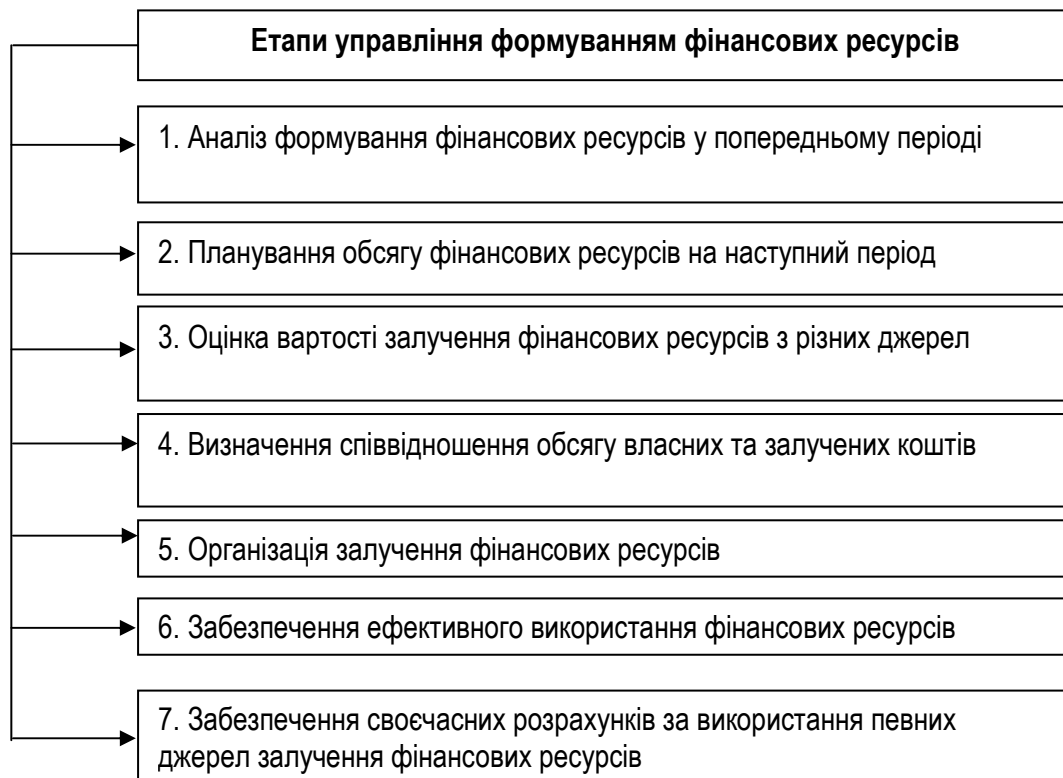 Етапи управління формуванням фінансових ресурсів
1. Аналіз формування фінансових ресурсів у попередньому періоді
2. Планування обсягу фінансових ресурсів на наступний період
3. Оцінка вартості залучення фінансових ресурсів з різних джерел
4. Визначення співвідношення обсягу власних та залучених коштів
5. Організація залучення фінансових ресурсів
6. Забезпечення ефективного використання фінансових ресурсів
7. Забезпечення своєчасних розрахунків за використання певних
джерел залучення фінансових ресурсів